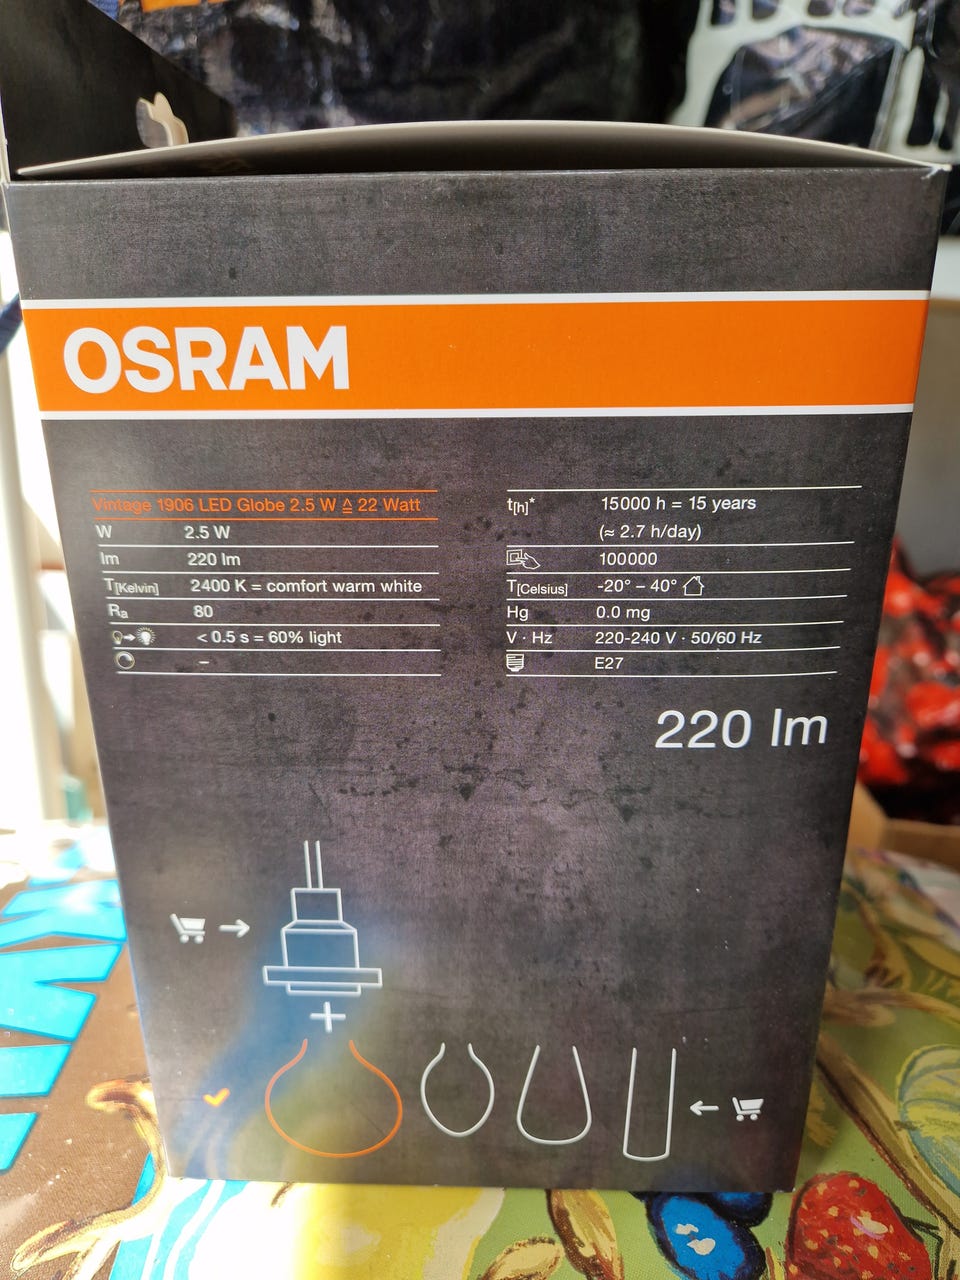 OSRAM
Vintage 1906 LED Globe 2.5 W ≙ 22 Watt
W 2.5 W
lm 220 lm
T[Kelvin] 2400 K = comfort warm white
Ra 80
< 0.5 s = 60% light
–
t[h]* 15000 h = 15 years
(≈ 2.7 h/day)
100000
T[Celsius] -20° – 40°
Hg 0.0 mg
V · Hz 220-240 V · 50/60 Hz
E27
220 lm